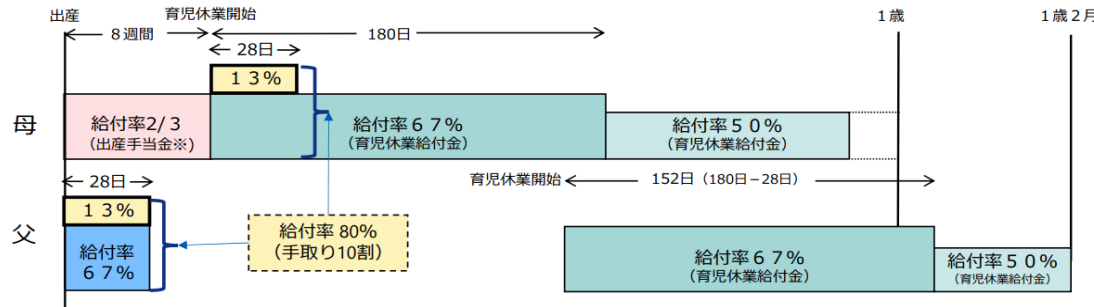 出産
育児休業開始
1歳
1歳2月
8週間
180日
28日
13%
母
給付率2/3
(出産手当金※)
給付率67%
(育児休業給付金)
給付率50%
(育児休業給付金)
28日
育児休業開始
152日(180日-28日)
13%
父
給付率
67%
給付率 80%
(手取り10割)
給付率67%
(育児休業給付金)
給付率50%
(育児休業給付金)